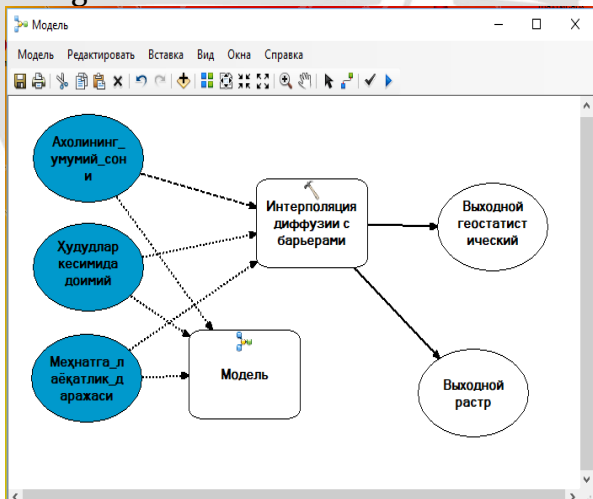 Модель
Модель Редактировать Вставка Вид Окна Справка
Ахолининг_
умумий_сон
и
Интерполяция
диффузии с
барьерами
Выходной
геостатист
ический
Ҳудудлар
кесимида
доимий
Меҳнатга_л
аёқатлик_д
аражаси
Модель
Выходной
растр